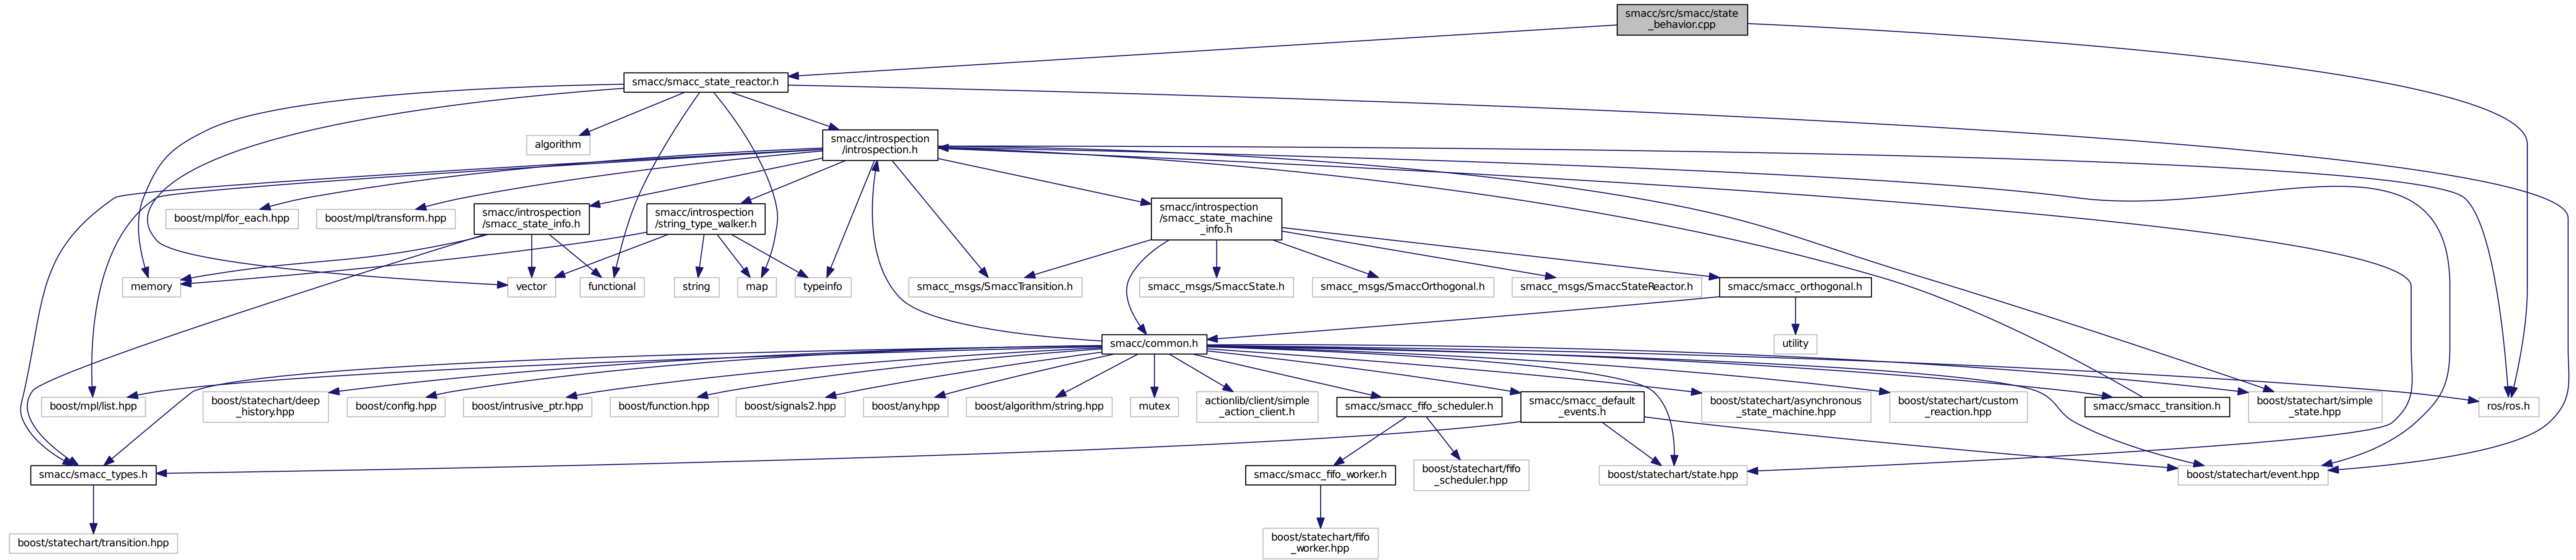 smacc/src/smacc/state
_behavior.cpp
smacc/smacc_state_reactor.h
algorithm
smacc/introspection
/introspection.h
boost/mpl/for_each.hpp
boost/mpl/transform.hpp
smacc/introspection
/smacc_state_info.h
smacc/introspection
/string_type_walker.h
smacc/introspection
/smacc_state_machine
_info.h
memory
vector
functional
string
map
typeinfo
smacc_msgs/SmaccTransition.h
smacc_msgs/SmaccState.h
smacc_msgs/SmaccOrthogonal.h
smacc_msgs/SmaccStateReactor.h
smacc/smacc_orthogonal.h
smacc/common.h
utility
boost/mpl/list.hpp
boost/statechart/deep
_history.hpp
boost/config.hpp
boost/intrusive_ptr.hpp
boost/function.hpp
boost/signals2.hpp
boost/any.hpp
boost/algorithm/string.hpp
mutex
actionlib/client/simple
_action_client.h
smacc/smacc_fifo_scheduler.h
smacc/smacc_default
_events.h
boost/statechart/asynchronous
_state_machine.hpp
boost/statechart/custom
_reaction.hpp
smacc/smacc_transition.h
boost/statechart/simple
_state.hpp
ros/ros.h
smacc/smacc_types.h
smacc/smacc_fifo_worker.h
boost/statechart/fifo
_scheduler.hpp
boost/statechart/state.hpp
boost/statechart/event.hpp
boost/statechart/transition.hpp
boost/statechart/fifo
_worker.hpp